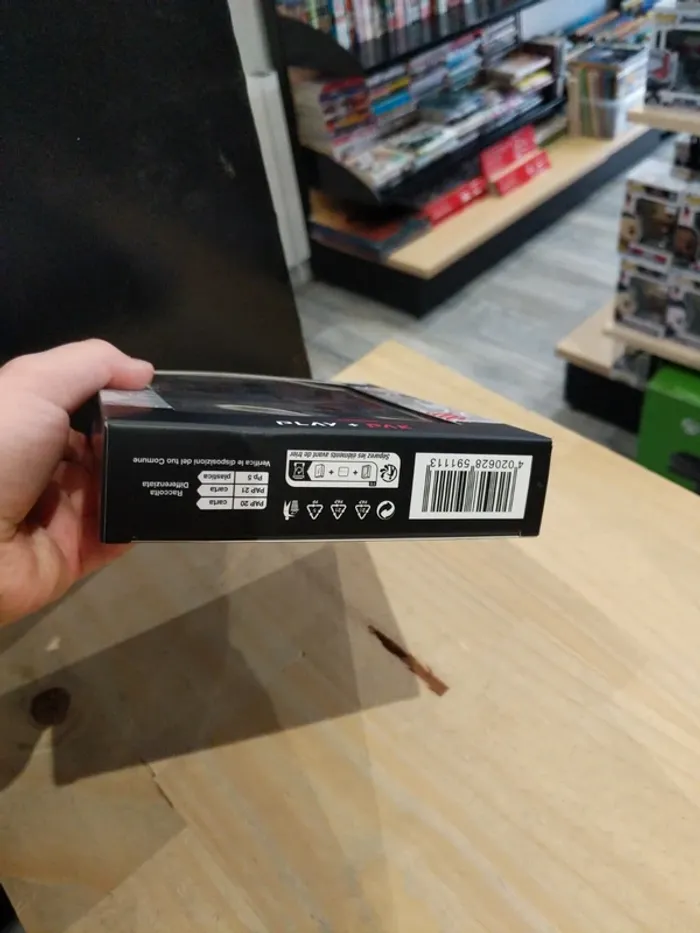 4 020628 591113
Séparez les éléments avant de trier
FR
PAP 20 carta
PAP 21 carta
Pp 5 plastica
Raccolta
Differenziata
Verifica le disposizioni del tuo Comune
PLAY + PAK